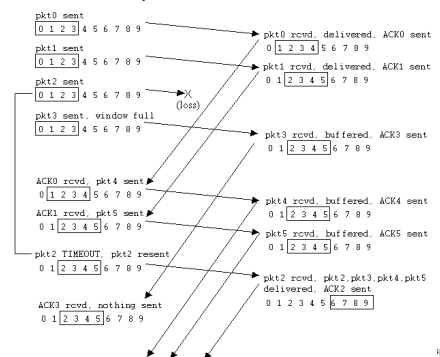 pkt0 sent
0 1 2 3 4 5 6 7 8 9
pkt1 sent
0 1 2 3 4 5 6 7 8 9
pkt2 sent
0 1 2 3 4 5 6 7 8 9
X
(loss)
pkt3 sent, window full
0 1 2 3 4 5 6 7 8 9
ACK0 rcvd, pkt4 sent
0 1 2 3 4 5 6 7 8 9
ACK1 rcvd, pkt5 sent
0 1 2 3 4 5 6 7 8 9
pkt2 TIMEOUT, pkt2 resent
0 1 2 3 4 5 6 7 8 9
ACK3 rcvd, nothing sent
0 1 2 3 4 5 6 7 8 9
pkt0 rcvd, delivered, ACK0 sent
0 1 2 3 4 5 6 7 8 9
pkt1 rcvd, delivered, ACK1 sent
0 1 2 3 4 5 6 7 8 9
pkt3 rcvd, buffered, ACK3 sent
0 1 2 3 4 5 6 7 8 9
pkt4 rcvd, buffered, ACK4 sent
0 1 2 3 4 5 6 7 8 9
pkt5 rcvd, buffered, ACK5 sent
0 1 2 3 4 5 6 7 8 9
pkt2 rcvd, pkt2,pkt3,pkt4,pkt5
delivered, ACK2 sent
0 1 2 3 4 5 6 7 8 9